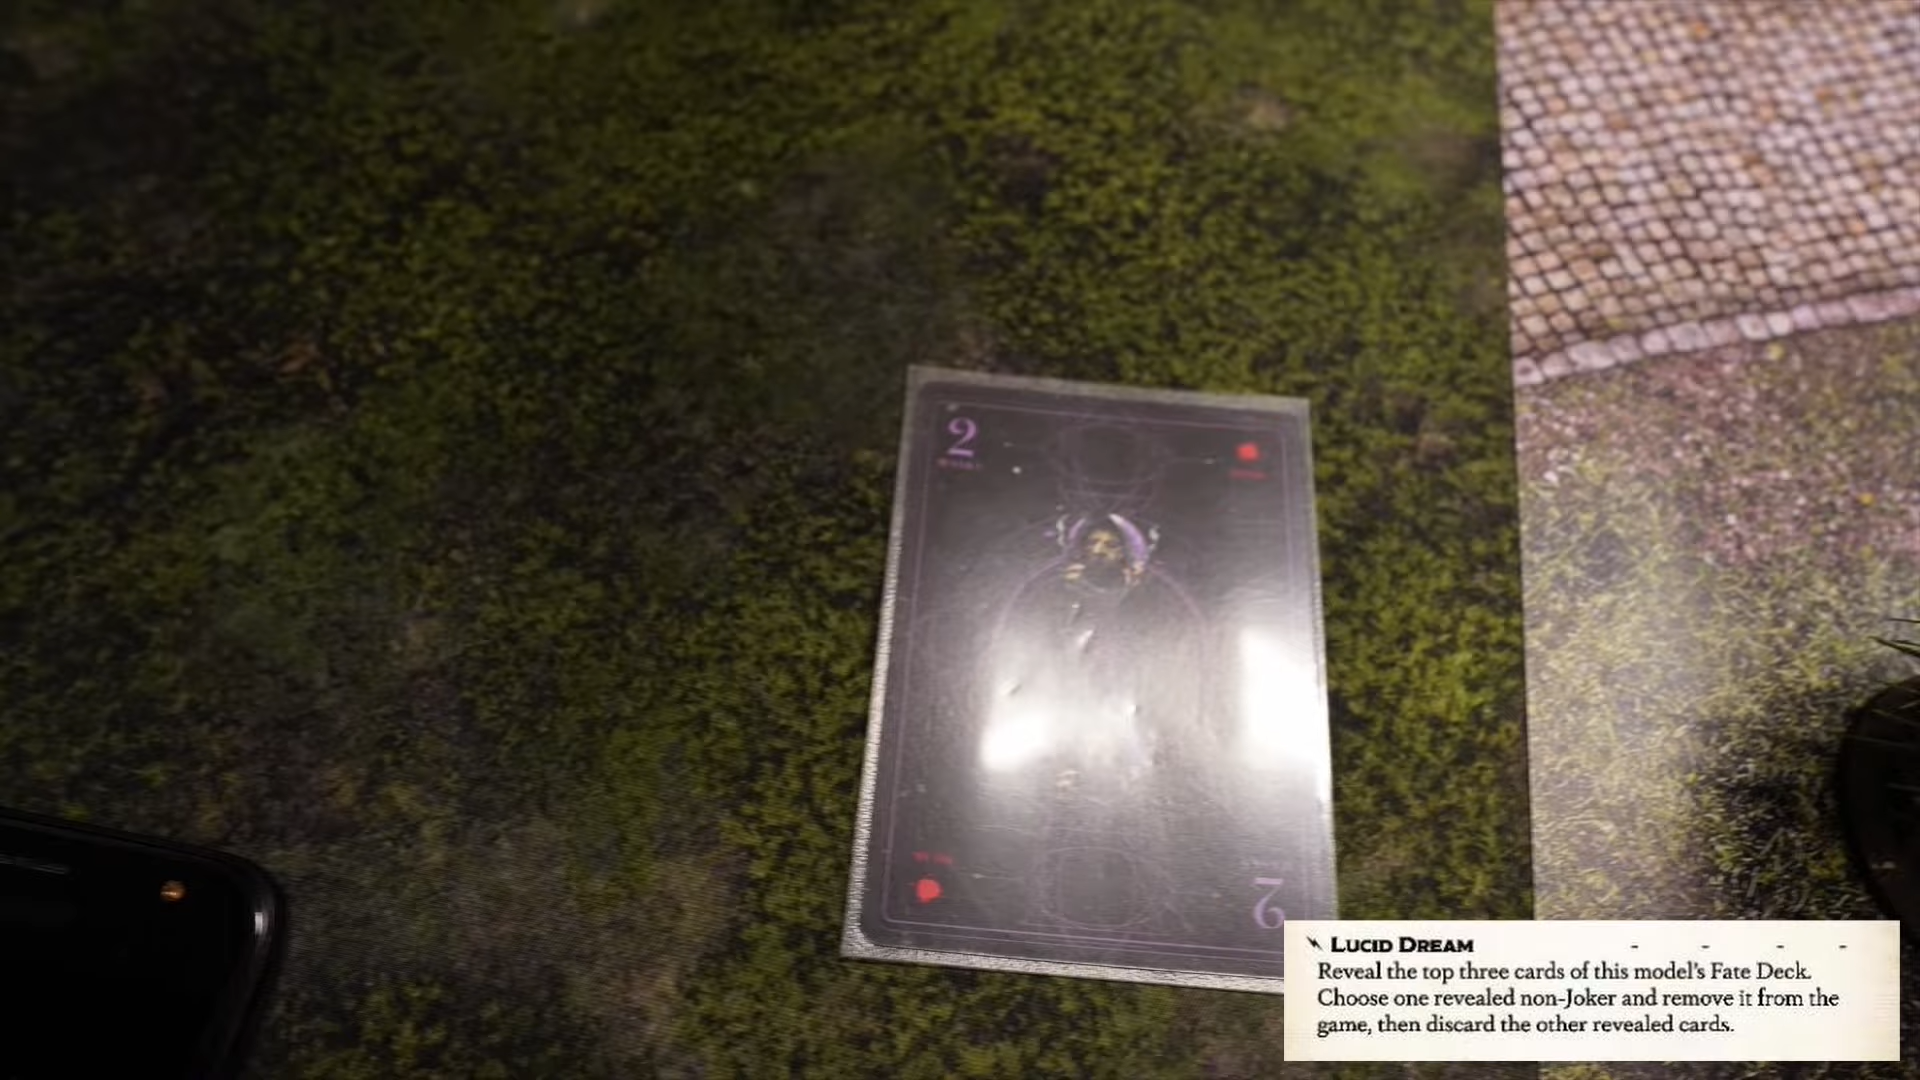 2
2
LUCID DREAM - - - -
Reveal the top three cards of this model's Fate Deck.
Choose one revealed non-Joker and remove it from the
game, then discard the other revealed cards.